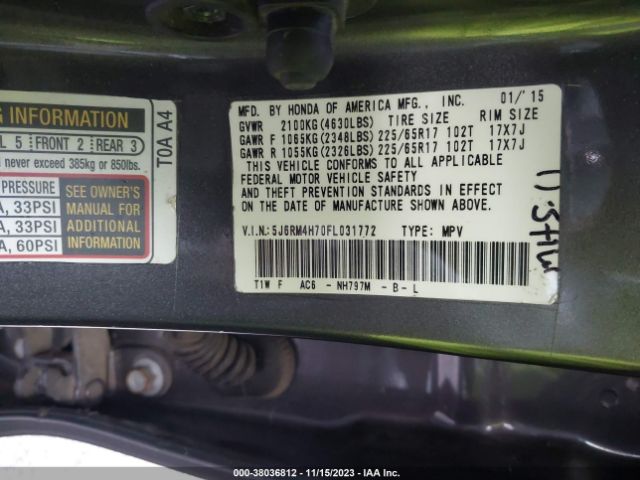 G INFORMATION
L 5 FRONT 2 REAR 3
never exceed 385kg or 850lbs.
PRESSURE
A, 33PSI
A, 33PSI
A, 60PSI
SEE OWNER'S
MANUAL FOR
ADDITIONAL
INFORMATION
T0A A4
MFD. BY HONDA OF AMERICA MFG., INC. 01/'15
GVWR 2100KG(4630LBS) TIRE SIZE RIM SIZE
GAWR F 1065KG(2348LBS) 225/65R17 102T 17X7J
GAWR R 1055KG(2326LBS) 225/65R17 102T 17X7J
THIS VEHICLE CONFORMS TO ALL APPLICABLE
FEDERAL MOTOR VEHICLE SAFETY
AND THEFT PREVENTION STANDARDS IN EFFECT
ON THE DATE OF MANUFACTURE SHOWN ABOVE.
V.I.N:5J6RM4H70FL031772 TYPE: MPV
T1W F AC6 - NH797M - B - L
000-38036812 - 11/15/2023 - IAA Inc.